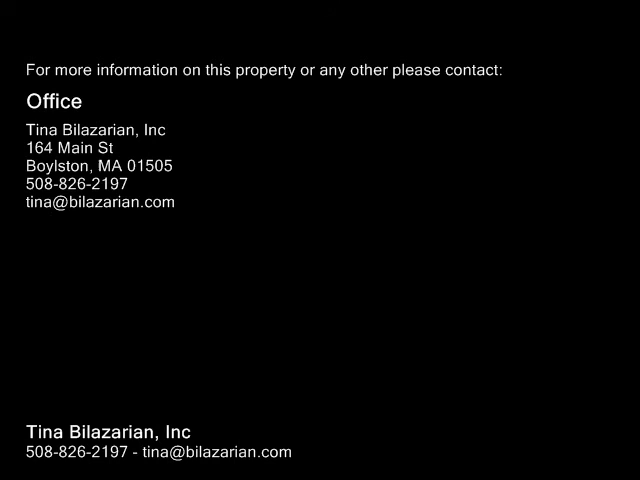 For more information on this property or any other please contact:
Office
Tina Bilazarian, Inc
164 Main St
Boylston, MA 01505
508-826-2197
tina@bilazarian.com
Tina Bilazarian, Inc
508-826-2197 - tina@bilazarian.com